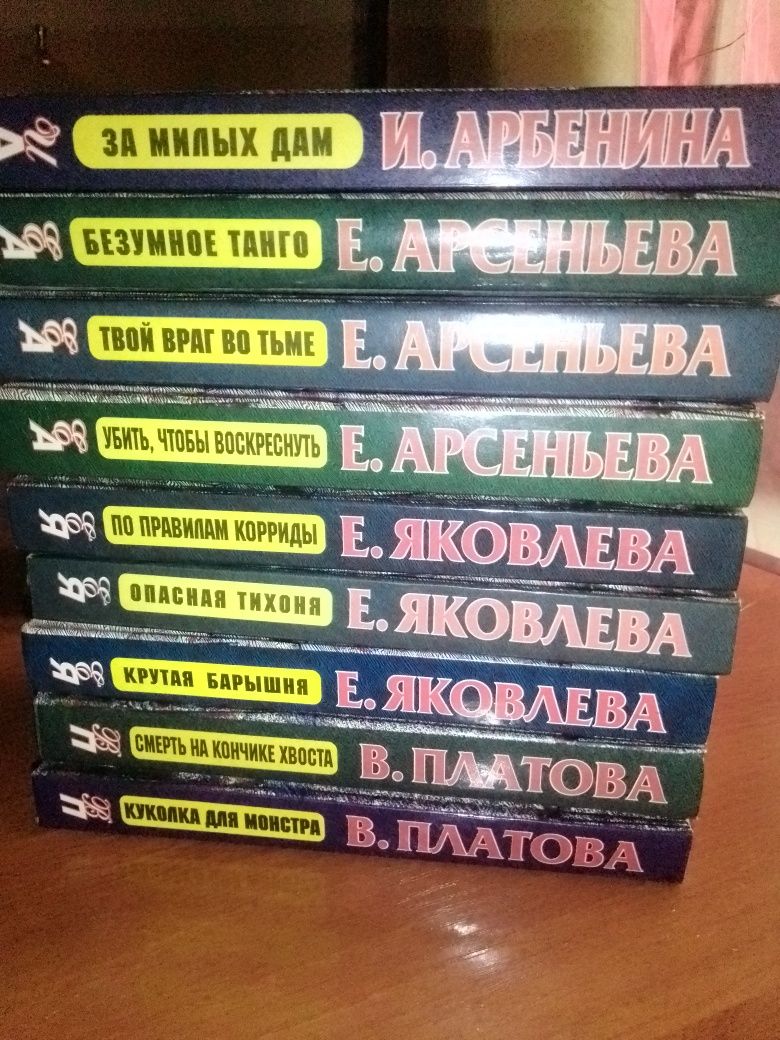 ЗА МИЛЫХ ДАМ И. АРБЕНИНА
БЕЗУМНОЕ ТАНГО Е. АРСЕНЬЕВА
ТВОЙ ВРАГ ВО ТЬМЕ Е. АРСЕНЬЕВА
УБИТЬ, ЧТОБЫ ВОСКРЕСНУТЬ Е. АРСЕНЬЕВА
ПО ПРАВИЛАМ КОРРИДЫ Е. ЯКОВЛЕВА
ОПАСНАЯ ТИХОНЯ Е. ЯКОВЛЕВА
КРУТАЯ БАРЫШНЯ Е. ЯКОВЛЕВА
СМЕРТЬ НА КОНЧИКЕ ХВОСТА В. ПЛАТОВА
КУКОЛКА ДЛЯ МОНСТРА В. ПЛАТОВА